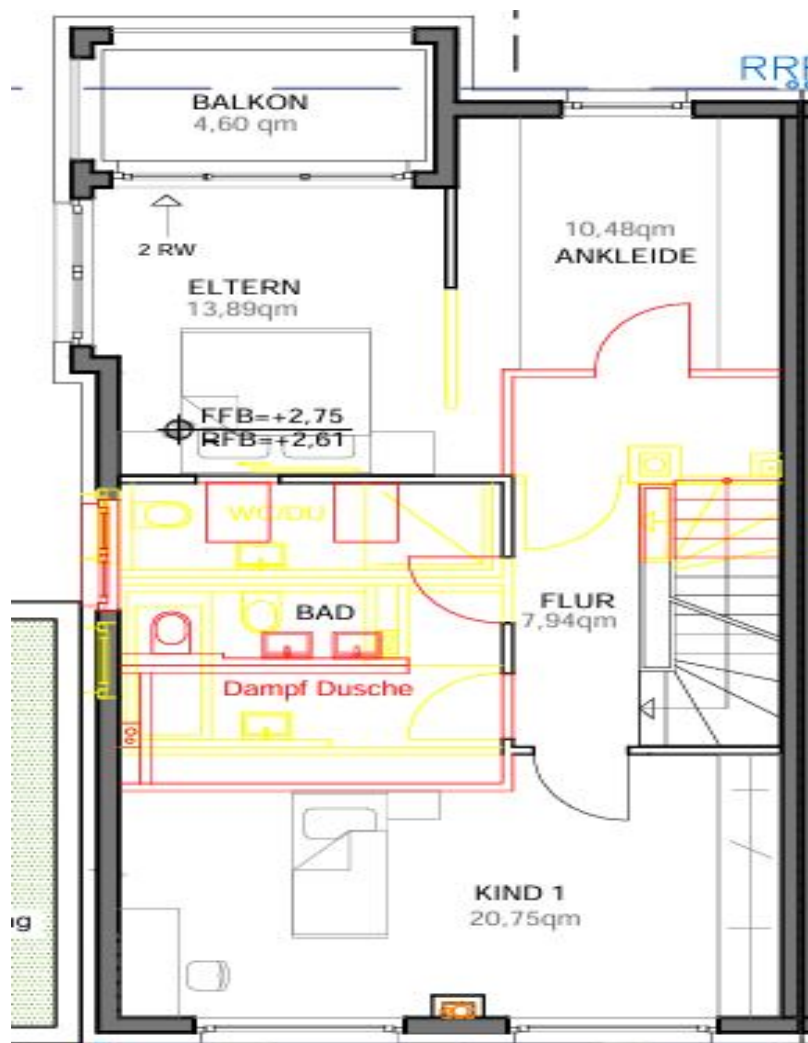 RRB
BALKON
4,60 qm
2 RW
10,48qm
ANKLEIDE
ELTERN
13,89qm
FFB=+2,75
RFB=+2,61
WC/DU
BAD
FLUR
7,94qm
Dampf Dusche
KIND 1
20,75qm